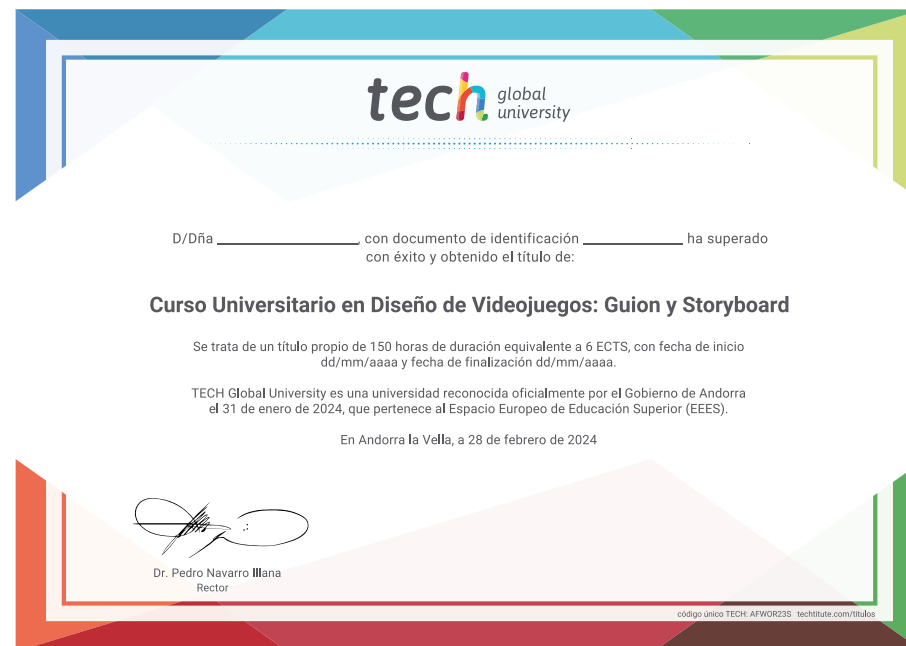 tech global university
D/Dña ____________, con documento de identificación ____________ ha superado
con éxito y obtenido el título de:
Curso Universitario en Diseño de Videojuegos: Guion y Storyboard
Se trata de un título propio de 150 horas de duración equivalente a 6 ECTS, con fecha de inicio
dd/mm/aaaa y fecha de finalización dd/mm/aaaa.
TECH Global University es una universidad reconocida oficialmente por el Gobierno de Andorra
el 31 de enero de 2024, que pertenece al Espacio Europeo de Educación Superior (EEES).
En Andorra la Vella, a 28 de febrero de 2024
Dr. Pedro Navarro Illana
Rector
código único TECH: AFWOR23S techtitute.com/titulos